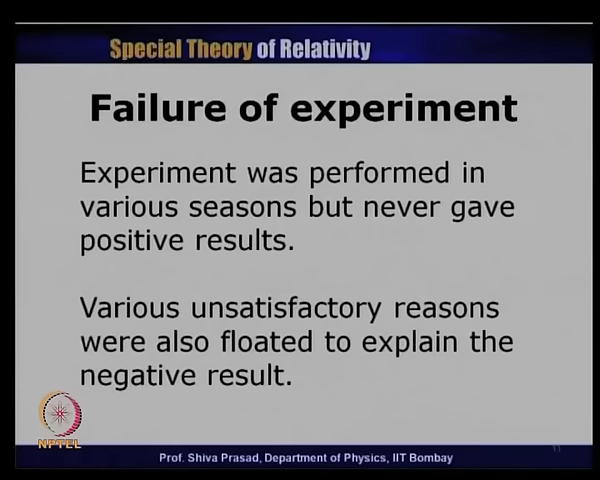 Special Theory of Relativity
Failure of experiment
Experiment was performed in
various seasons but never gave
positive results.
Various unsatisfactory reasons
were also floated to explain the
negative result.
NPTEL
Prof. Shiva Prasad, Department of Physics, IIT Bombay
11